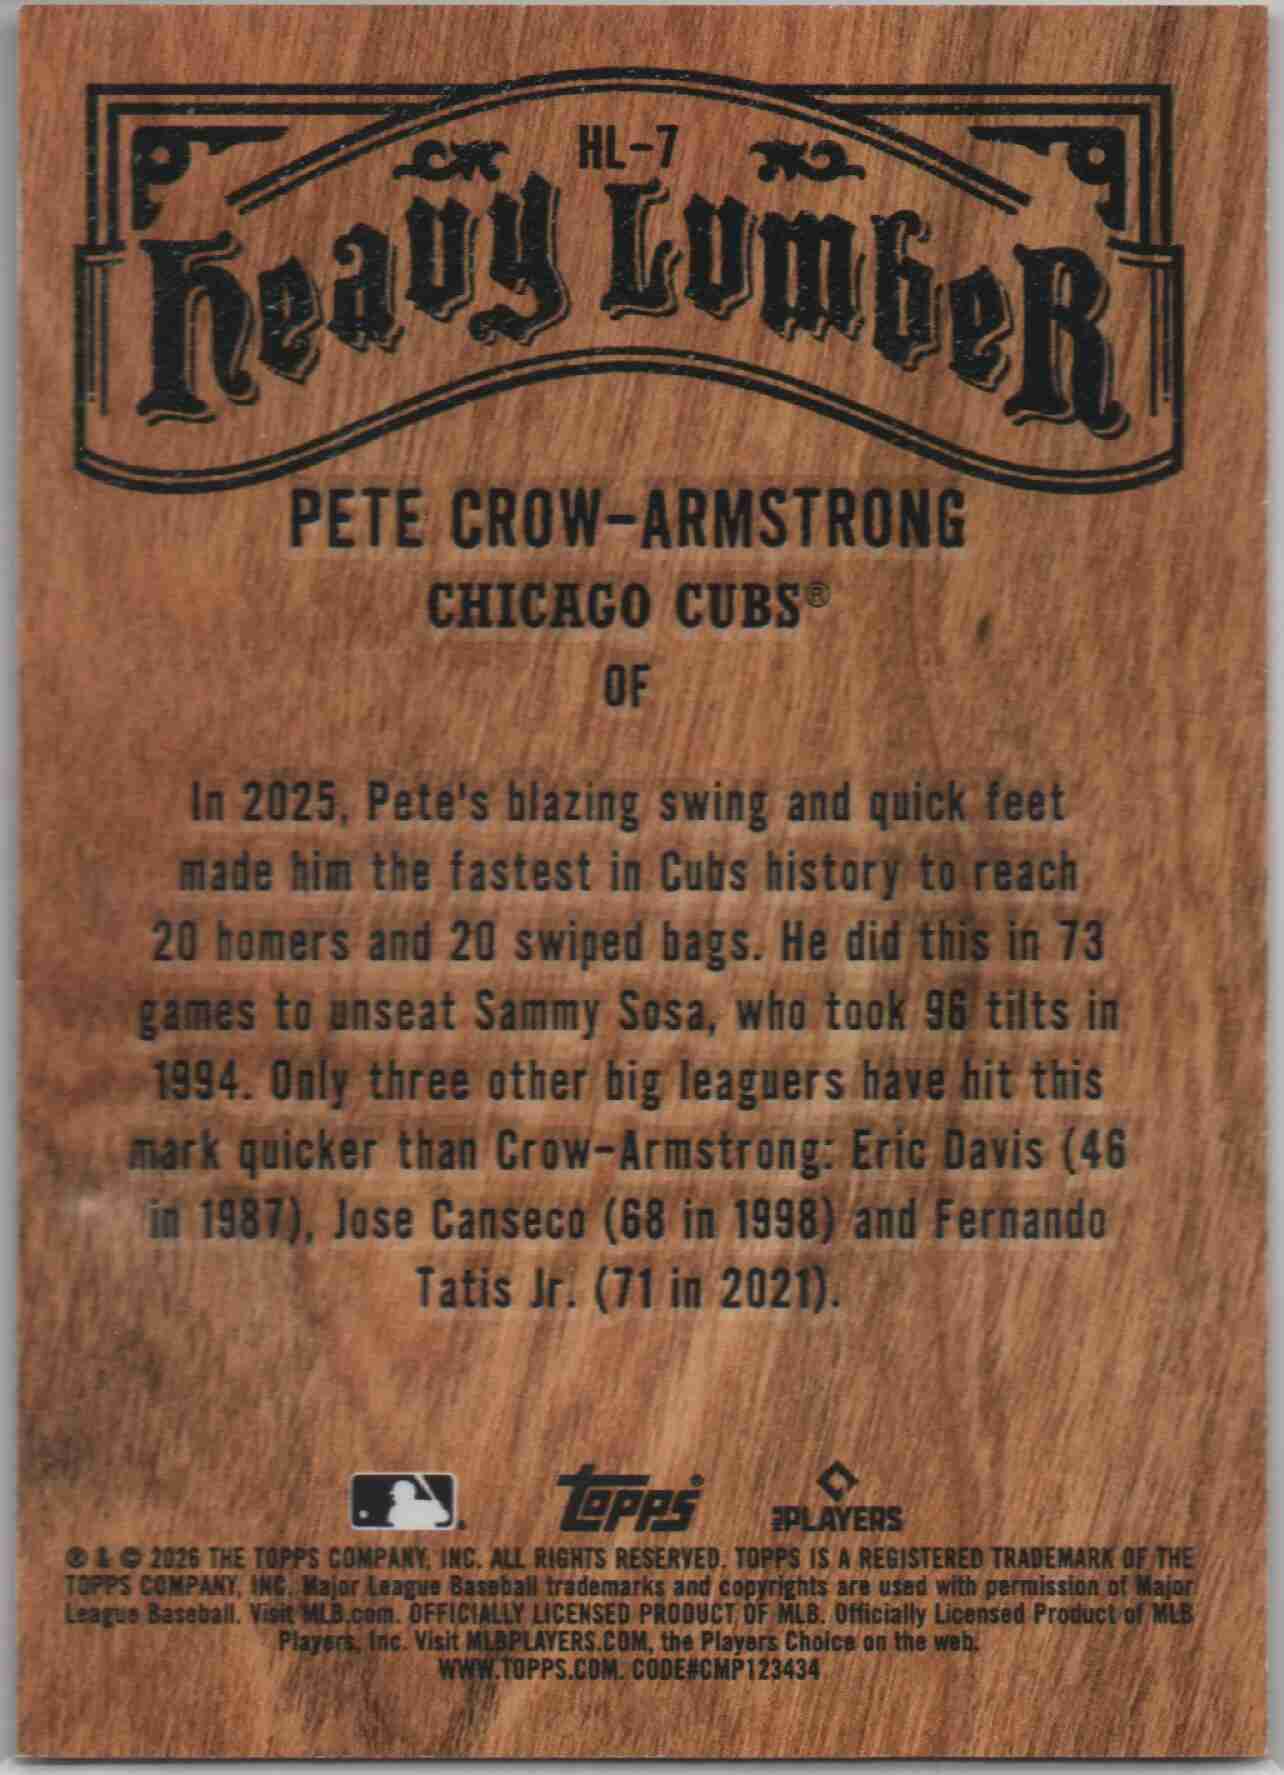 HL-7
Heavy Lumber
PETE CROW-ARMSTRONG
CHICAGO CUBS®
OF
In 2025, Pete's blazing swing and quick feet
made him the fastest in Cubs history to reach
20 homers and 20 swiped bags. He did this in 73
games to unseat Sammy Sosa, who took 96 tilts in
1994. Only three other big leaguers have hit this
mark quicker than Crow-Armstrong: Eric Davis (46
in 1987), Jose Canseco (68 in 1998) and Fernando
Tatis Jr. (71 in 2021).
topps® PLAYERS
® & © 2026 THE TOPPS COMPANY, INC. ALL RIGHTS RESERVED. TOPPS IS A REGISTERED TRADEMARK OF THE
TOPPS COMPANY, INC. Major League Baseball trademarks and copyrights are used with permission of Major
League Baseball. Visit MLB.com. OFFICIALLY LICENSED PRODUCT OF MLB. Officially Licensed Product of MLB
Players, Inc. Visit MLBPLAYERS.COM, the Players Choice on the web.
WWW.TOPPS.COM. CODE#CMP123434